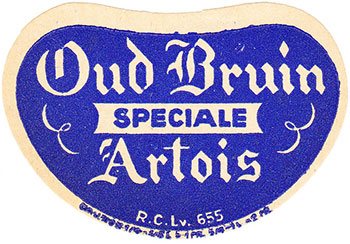 Oud Bruin
SPECIALE
Artois
R.C.Lv. 655